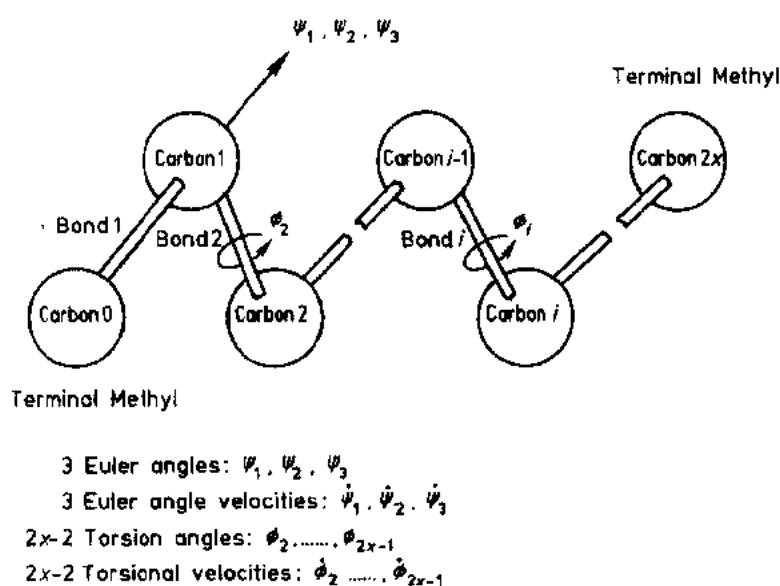 ψ₁ , ψ₂ , ψ₃
Terminal Methyl
Carbon 1
Carbon i-1
Carbon 2x
Bond 1
Bond 2
ϕ₂
Bond i
ϕᵢ
Carbon 0
Carbon 2
Carbon i
Terminal Methyl
3 Euler angles: ψ₁ , ψ₂ , ψ₃
3 Euler angle velocities: ψ̇₁ , ψ̇₂ , ψ̇₃
2x-2 Torsion angles: ϕ₂,......, ϕ₂ₓ₋₁
2x-2 Torsional velocities: ϕ̇₂ ......, ϕ̇₂ₓ₋₁